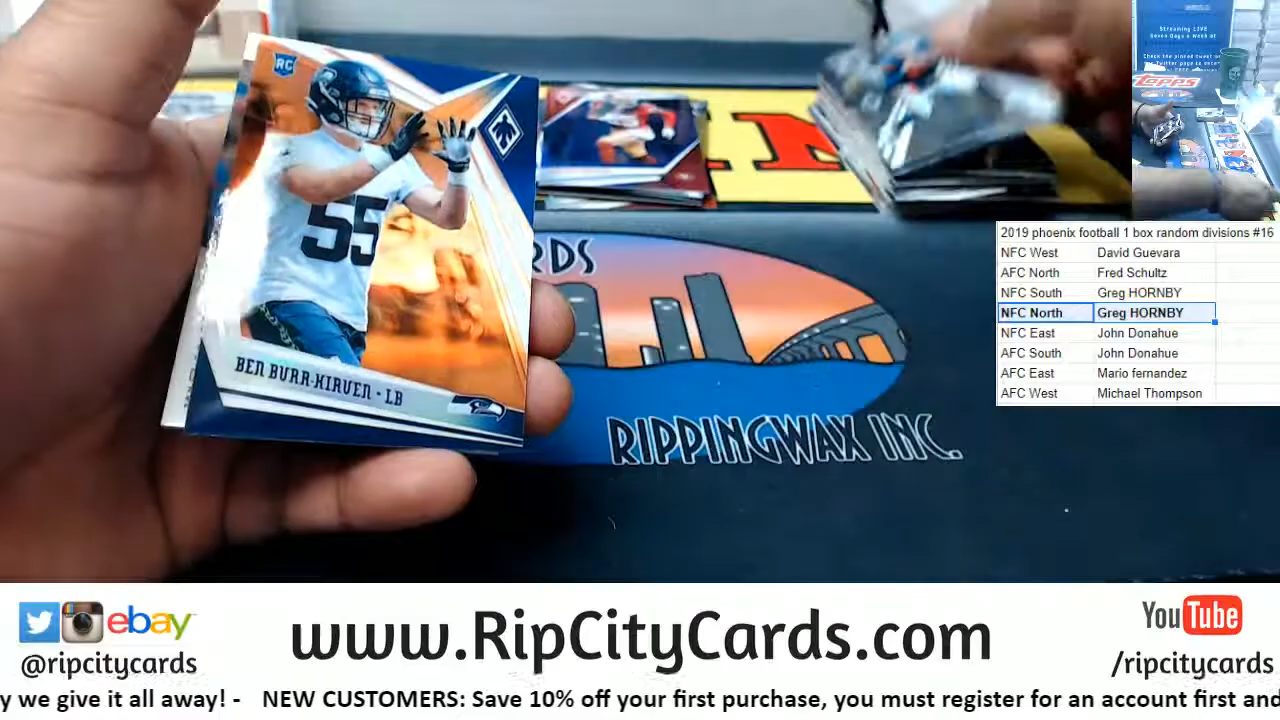 RC
55
BEN BURR-KIRVEN • LB
RDS
RIPPINGWAX INC.
Streaming LIVE
Topps
2019 phoenix football 1 box random divisions #16
NFC West David Guevara
AFC North Fred Schultz
NFC South Greg HORNBY
NFC North Greg HORNBY
NFC East John Donahue
AFC South John Donahue
AFC East Mario fernandez
AFC West Michael Thompson
ebay
@ripcitycards
www.RipCityCards.com
YouTube
/ripcitycards
y we give it all away! - NEW CUSTOMERS: Save 10% off your first purchase, you must register for an account first and